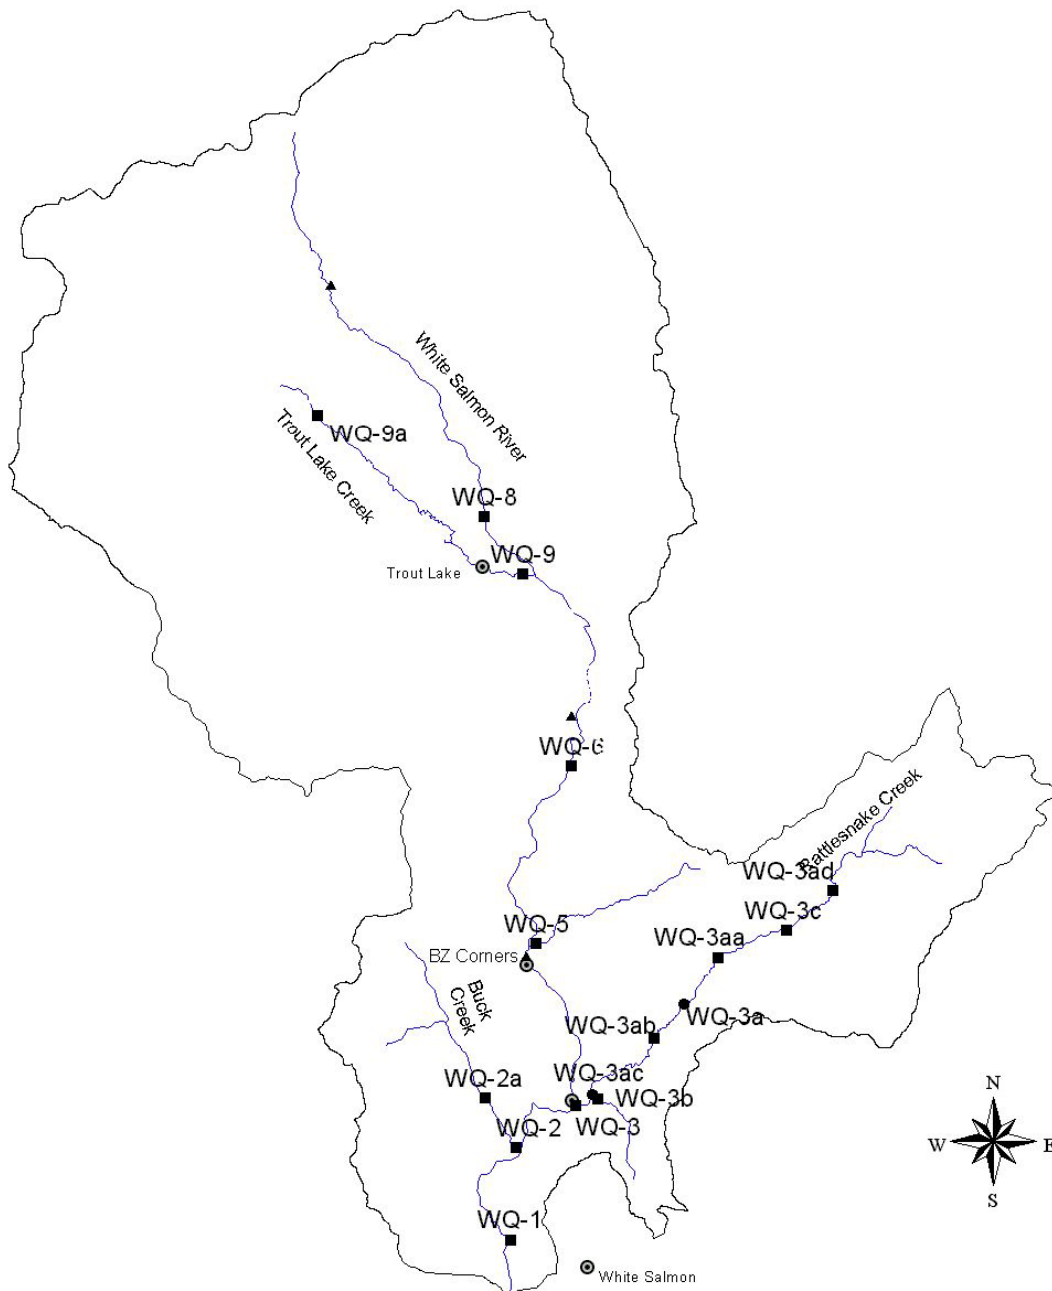 White Salmon River
WQ-9a
Trout Lake Creek
WQ-8
WQ-9
Trout Lake
WQ-6
Rattlesnake Creek
WQ-3ad
WQ-3c
WQ-5
WQ-3aa
BZ Corners
Buck
Creek
WQ-3a
WQ-3ab
WQ-3ac
WQ-2a
WQ-3b
WQ-3
WQ-2
N
W
E
S
WQ-1
White Salmon